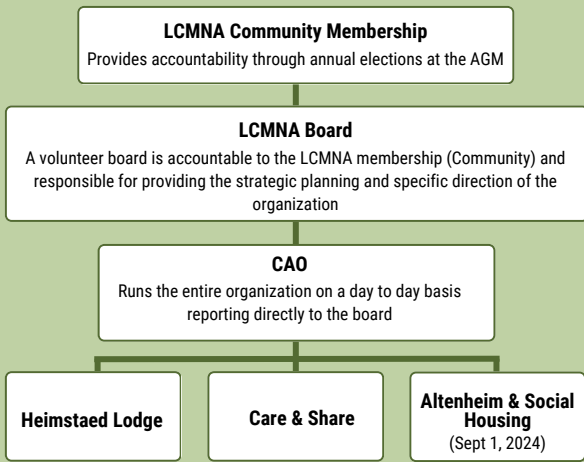 LCMNA Community Membership
Provides accountability through annual elections at the AGM
LCMNA Board
A volunteer board is accountable to the LCMNA membership (Community) and
responsible for providing the strategic planning and specific direction of the
organization
CAO
Runs the entire organization on a day to day basis
reporting directly to the board
Heimstaed Lodge
Care & Share
Altenheim & Social
Housing
(Sept 1, 2024)